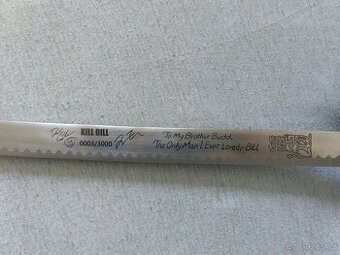 KILL BILL
0003/3000
To My Brother Budd,
The Only Man I Ever Loved,-Bill